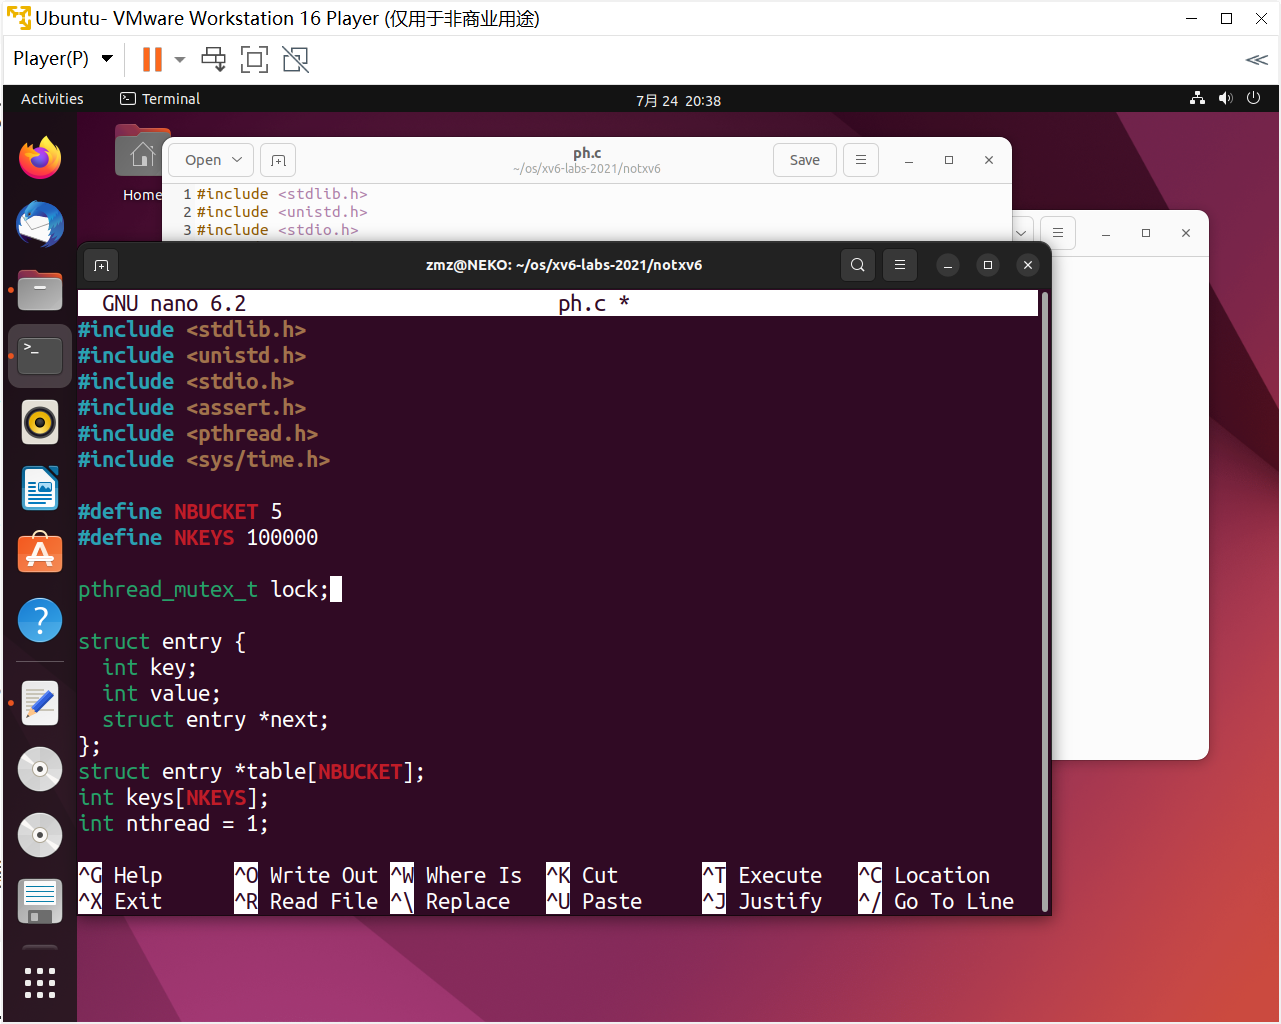 Ubuntu- VMware Workstation 16 Player (仅用于非商业用途)
Player(P)
Activities
Terminal
7月 24 20:38
Home
Open
ph.c
~/os/xv6-labs-2021/notxv6
Save
1 #include <stdlib.h>
2 #include <unistd.h>
3 #include <stdio.h>
zmz@NEKO: ~/os/xv6-labs-2021/notxv6
GNU nano 6.2 ph.c *
#include <stdlib.h>
#include <unistd.h>
#include <stdio.h>
#include <assert.h>
#include <pthread.h>
#include <sys/time.h>
#define NBUCKET 5
#define NKEYS 100000
pthread_mutex_t lock;
struct entry {
int key;
int value;
struct entry *next;
};
struct entry *table[NBUCKET];
int keys[NKEYS];
int nthread = 1;
^G Help ^O Write Out ^W Where Is ^K Cut ^T Execute ^C Location
^X Exit ^R Read File ^\ Replace ^U Paste ^J Justify ^/ Go To Line